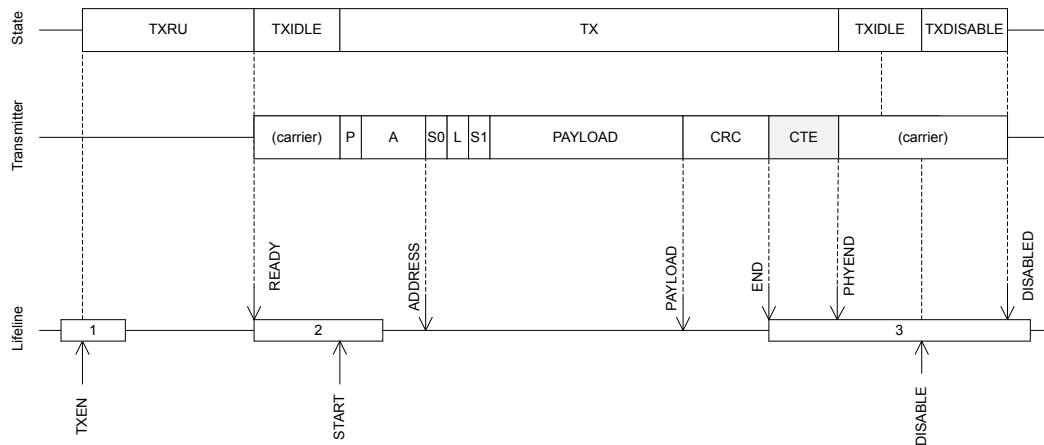 State
TXRU
TXIDLE
TX
TXIDLE
TXDISABLE
Transmitter
(carrier)
P
A
S0
L
S1
PAYLOAD
CRC
CTE
(carrier)
READY
ADDRESS
PAYLOAD
END
PHYEND
DISABLED
Lifeline
1
2
3
TXEN
START
DISABLE